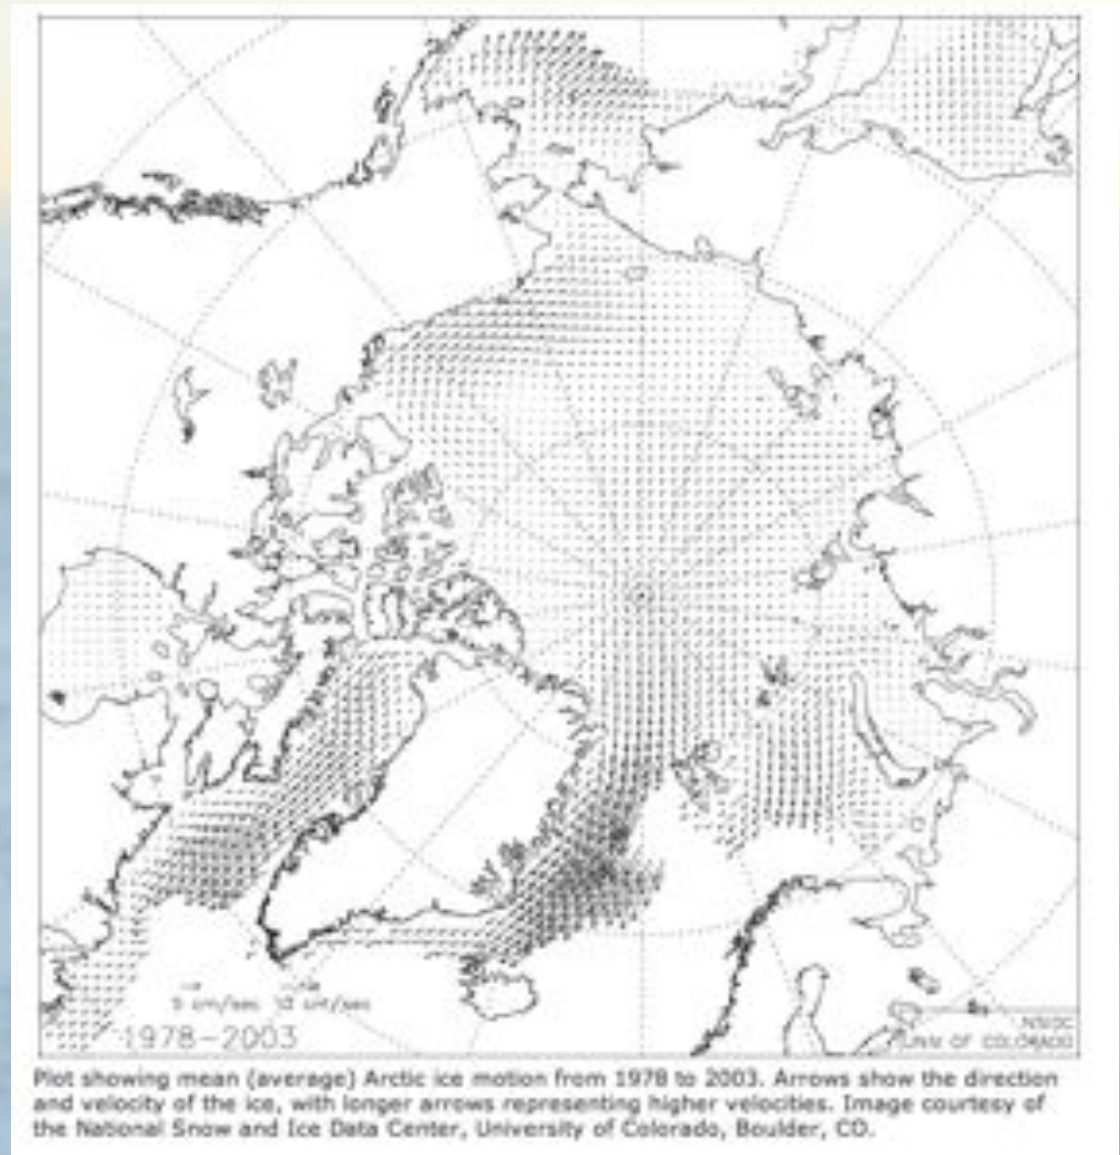 5 cm/sec 10 cm/sec
1978-2003
NSIDC
UNIV OF COLORADO
Plot showing mean (average) Arctic ice motion from 1978 to 2003. Arrows show the direction
and velocity of the ice, with longer arrows representing higher velocities. Image courtesy of
the National Snow and Ice Data Center, University of Colorado, Boulder, CO.